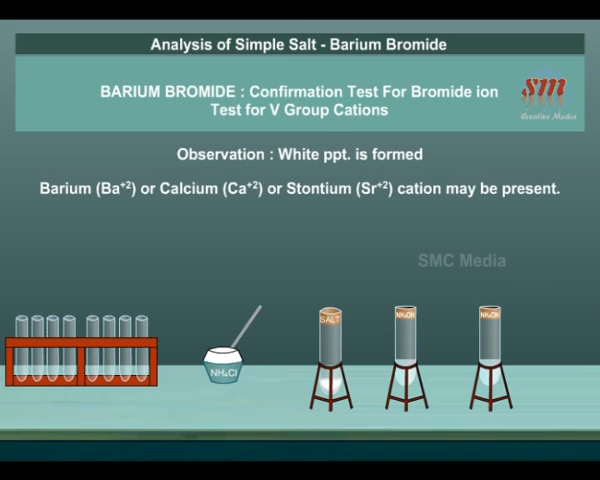 Analysis of Simple Salt - Barium Bromide
BARIUM BROMIDE : Confirmation Test For Bromide ion
Test for V Group Cations
sm
Creative Media
Observation : White ppt. is formed
Barium (Ba⁺²) or Calcium (Ca⁺²) or Stontium (Sr⁺²) cation may be present.
SMC Media
SALT
NH₄OH
NH₄OH
NH₄Cl